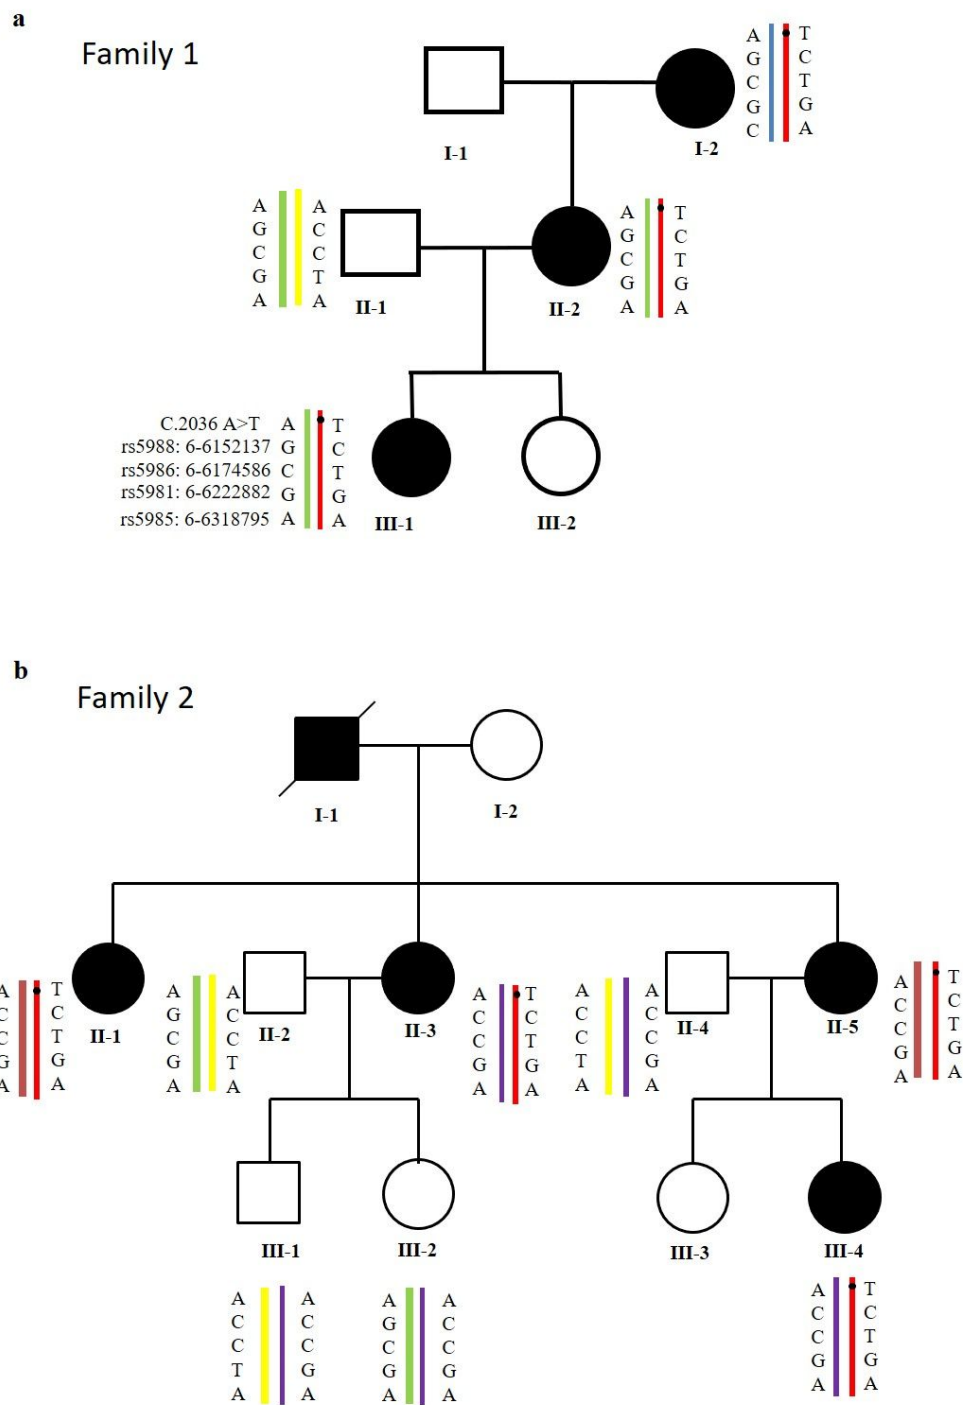 a
Family 1
A T
G C
C T
G G
C A
I-1
I-2
A A
G C
C C
G T
A A
II-1
A T
G C
C T
G G
A A
II-2
C.2036 A>T A T
rs5988: 6-6152137 G C
rs5986: 6-6174586 C T
rs5981: 6-6222882 G G
rs5985: 6-6318795 A A
III-1
III-2
b
Family 2
I-1
I-2
A T
C C
C T
G G
A A
II-1
A A
G C
C C
G T
A A
II-2
II-3
A T
C C
C T
G G
A A
A A
C C
C C
T G
A A
II-4
II-5
A T
C C
C T
G G
A A
III-1
III-2
III-3
III-4
A A
C C
C C
T G
A A
A A
G C
C C
G G
A A
A T
C C
C T
G G
A A